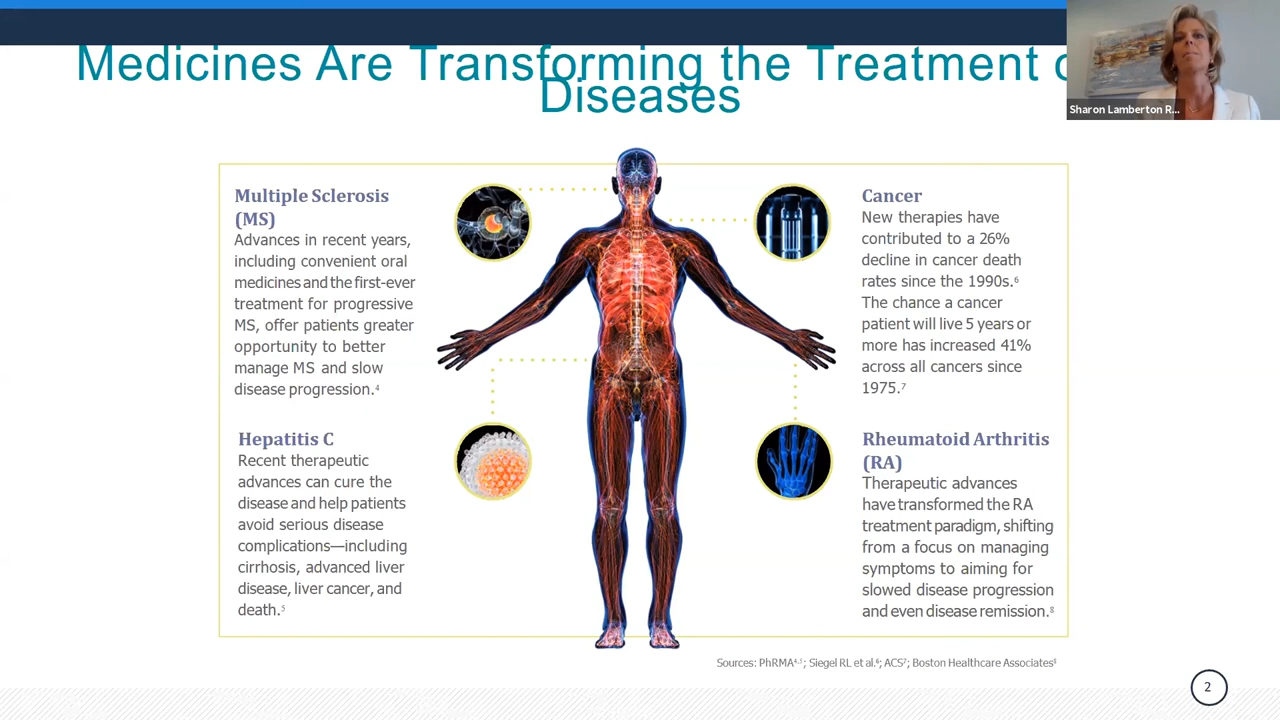 Medicines Are Transforming the Treatment
Diseases
Sharon Lamberton R...
Multiple Sclerosis
(MS)
Advances in recent years,
including convenient oral
medicines and the first-ever
treatment for progressive
MS, offer patients greater
opportunity to better
manage MS and slow
disease progression.⁴
Hepatitis C
Recent therapeutic
advances can cure the
disease and help patients
avoid serious disease
complications—including
cirrhosis, advanced liver
disease, liver cancer, and
death.⁵
Cancer
New therapies have
contributed to a 26%
decline in cancer death
rates since the 1990s.⁶
The chance a cancer
patient will live 5 years or
more has increased 41%
across all cancers since
1975.⁷
Rheumatoid Arthritis
(RA)
Therapeutic advances
have transformed the RA
treatment paradigm, shifting
from a focus on managing
symptoms to aiming for
slowed disease progression
and even disease remission.⁸
Sources: PhRMA⁴·⁵; Siegel RL et al.⁶; ACS⁷; Boston Healthcare Associates⁸
2